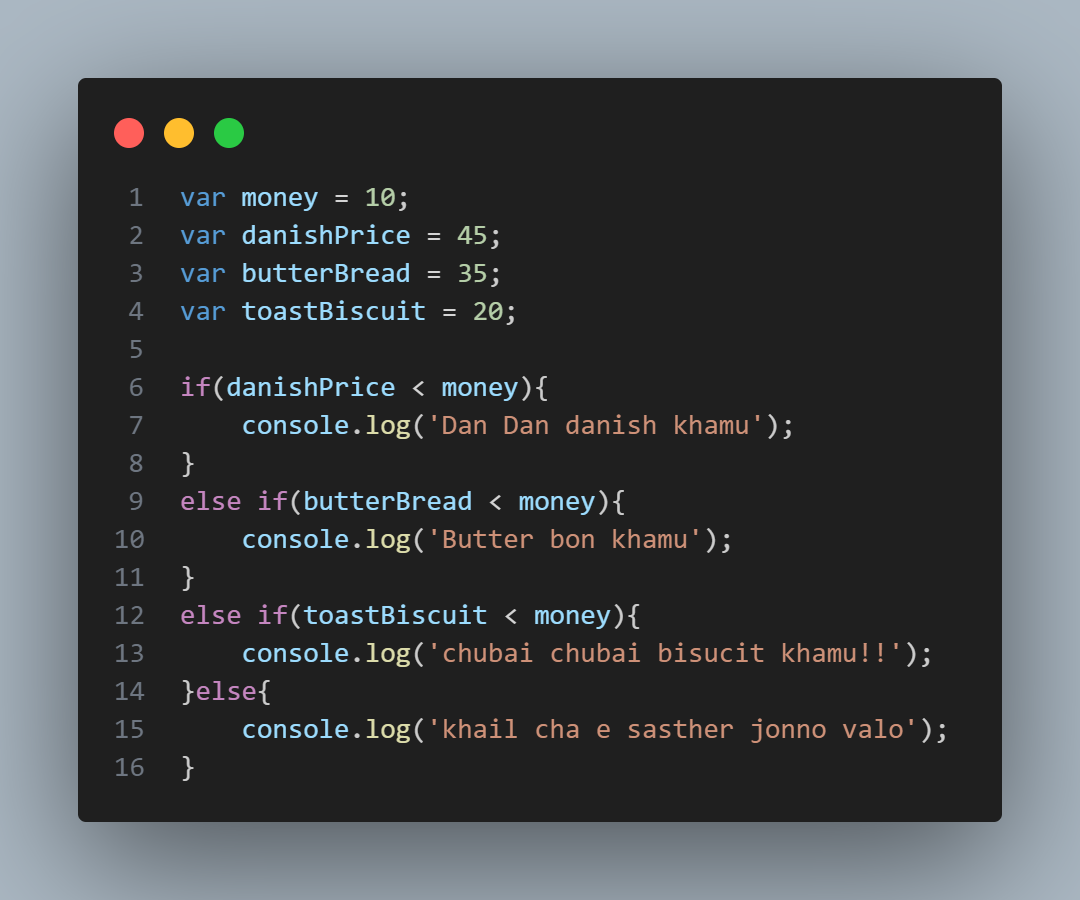 1 var money = 10;
2 var danishPrice = 45;
3 var butterBread = 35;
4 var toastBiscuit = 20;
5
6 if(danishPrice < money){
7     console.log('Dan Dan danish khamu');
8 }
9 else if(butterBread < money){
10     console.log('Butter bon khamu');
11 }
12 else if(toastBiscuit < money){
13     console.log('chubai chubai bisucit khamu!!');
14 }else{
15     console.log('khail cha e sasther jonno valo');
16 }